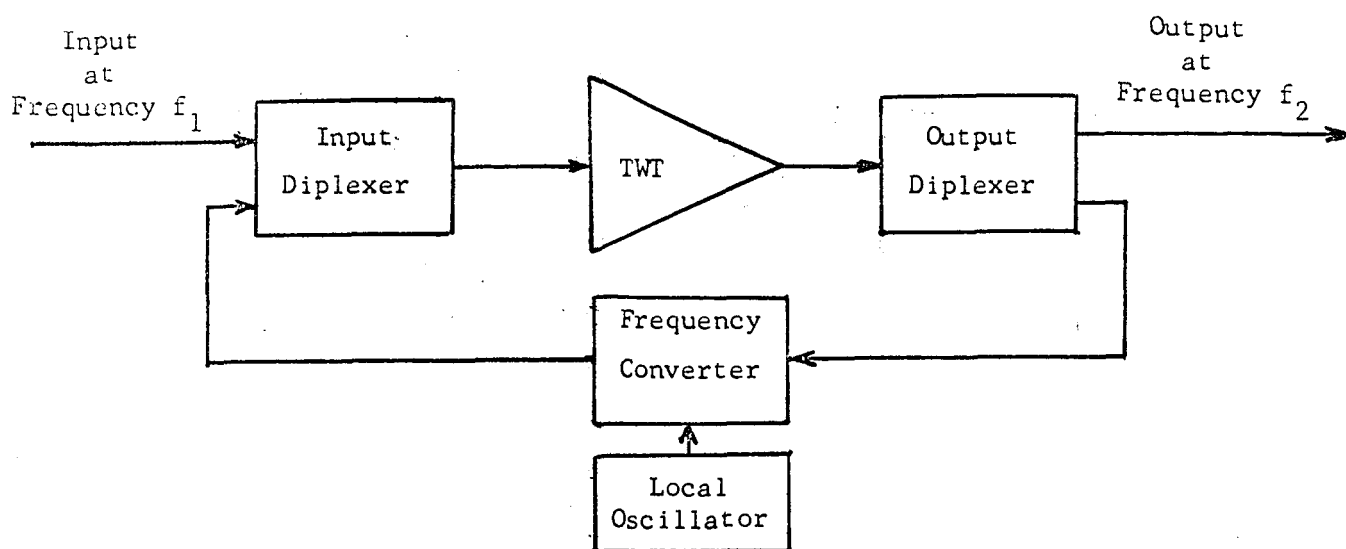 Input
at
Frequency f₁
Input
Diplexer
TWT
Output
Diplexer
Output
at
Frequency f₂
Frequency
Converter
Local
Oscillator